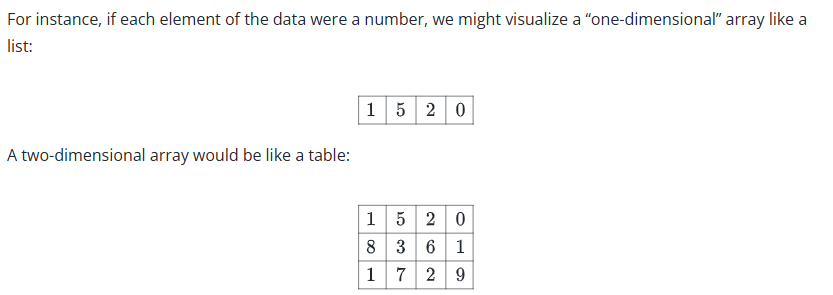 For instance, if each element of the data were a number, we might visualize a “one-dimensional” array like a
list:
1 5 2 0
A two-dimensional array would be like a table:
1 5 2 0
8 3 6 1
1 7 2 9